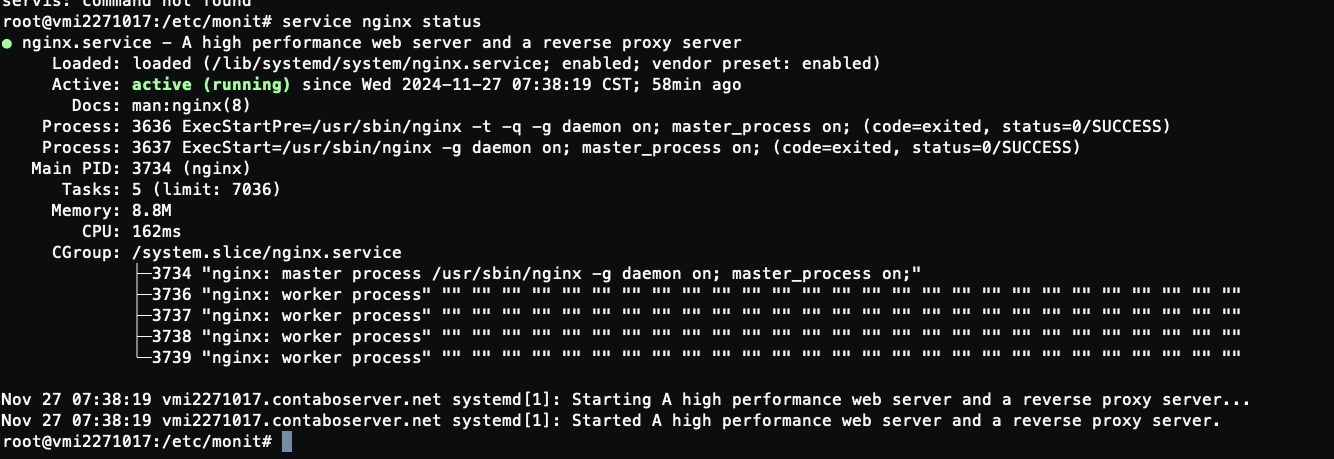 servis: command not found
root@vmi2271017:/etc/monit# service nginx status
● nginx.service - A high performance web server and a reverse proxy server
     Loaded: loaded (/lib/systemd/system/nginx.service; enabled; vendor preset: enabled)
     Active: active (running) since Wed 2024-11-27 07:38:19 CST; 58min ago
       Docs: man:nginx(8)
    Process: 3636 ExecStartPre=/usr/sbin/nginx -t -q -g daemon on; master_process on; (code=exited, status=0/SUCCESS)
    Process: 3637 ExecStart=/usr/sbin/nginx -g daemon on; master_process on; (code=exited, status=0/SUCCESS)
   Main PID: 3734 (nginx)
      Tasks: 5 (limit: 7036)
     Memory: 8.8M
        CPU: 162ms
     CGroup: /system.slice/nginx.service
             ├─3734 "nginx: master process /usr/sbin/nginx -g daemon on; master_process on;"
             ├─3736 "nginx: worker process" "" "" "" "" "" "" "" "" "" "" "" "" "" "" "" "" "" "" "" "" "" "" "" "" "" "" ""
             ├─3737 "nginx: worker process" "" "" "" "" "" "" "" "" "" "" "" "" "" "" "" "" "" "" "" "" "" "" "" "" "" "" ""
             ├─3738 "nginx: worker process" "" "" "" "" "" "" "" "" "" "" "" "" "" "" "" "" "" "" "" "" "" "" "" "" "" "" ""
             └─3739 "nginx: worker process" "" "" "" "" "" "" "" "" "" "" "" "" "" "" "" "" "" "" "" "" "" "" "" "" "" "" ""
Nov 27 07:38:19 vmi2271017.contaboserver.net systemd[1]: Starting A high performance web server and a reverse proxy server...
Nov 27 07:38:19 vmi2271017.contaboserver.net systemd[1]: Started A high performance web server and a reverse proxy server.
root@vmi2271017:/etc/monit#